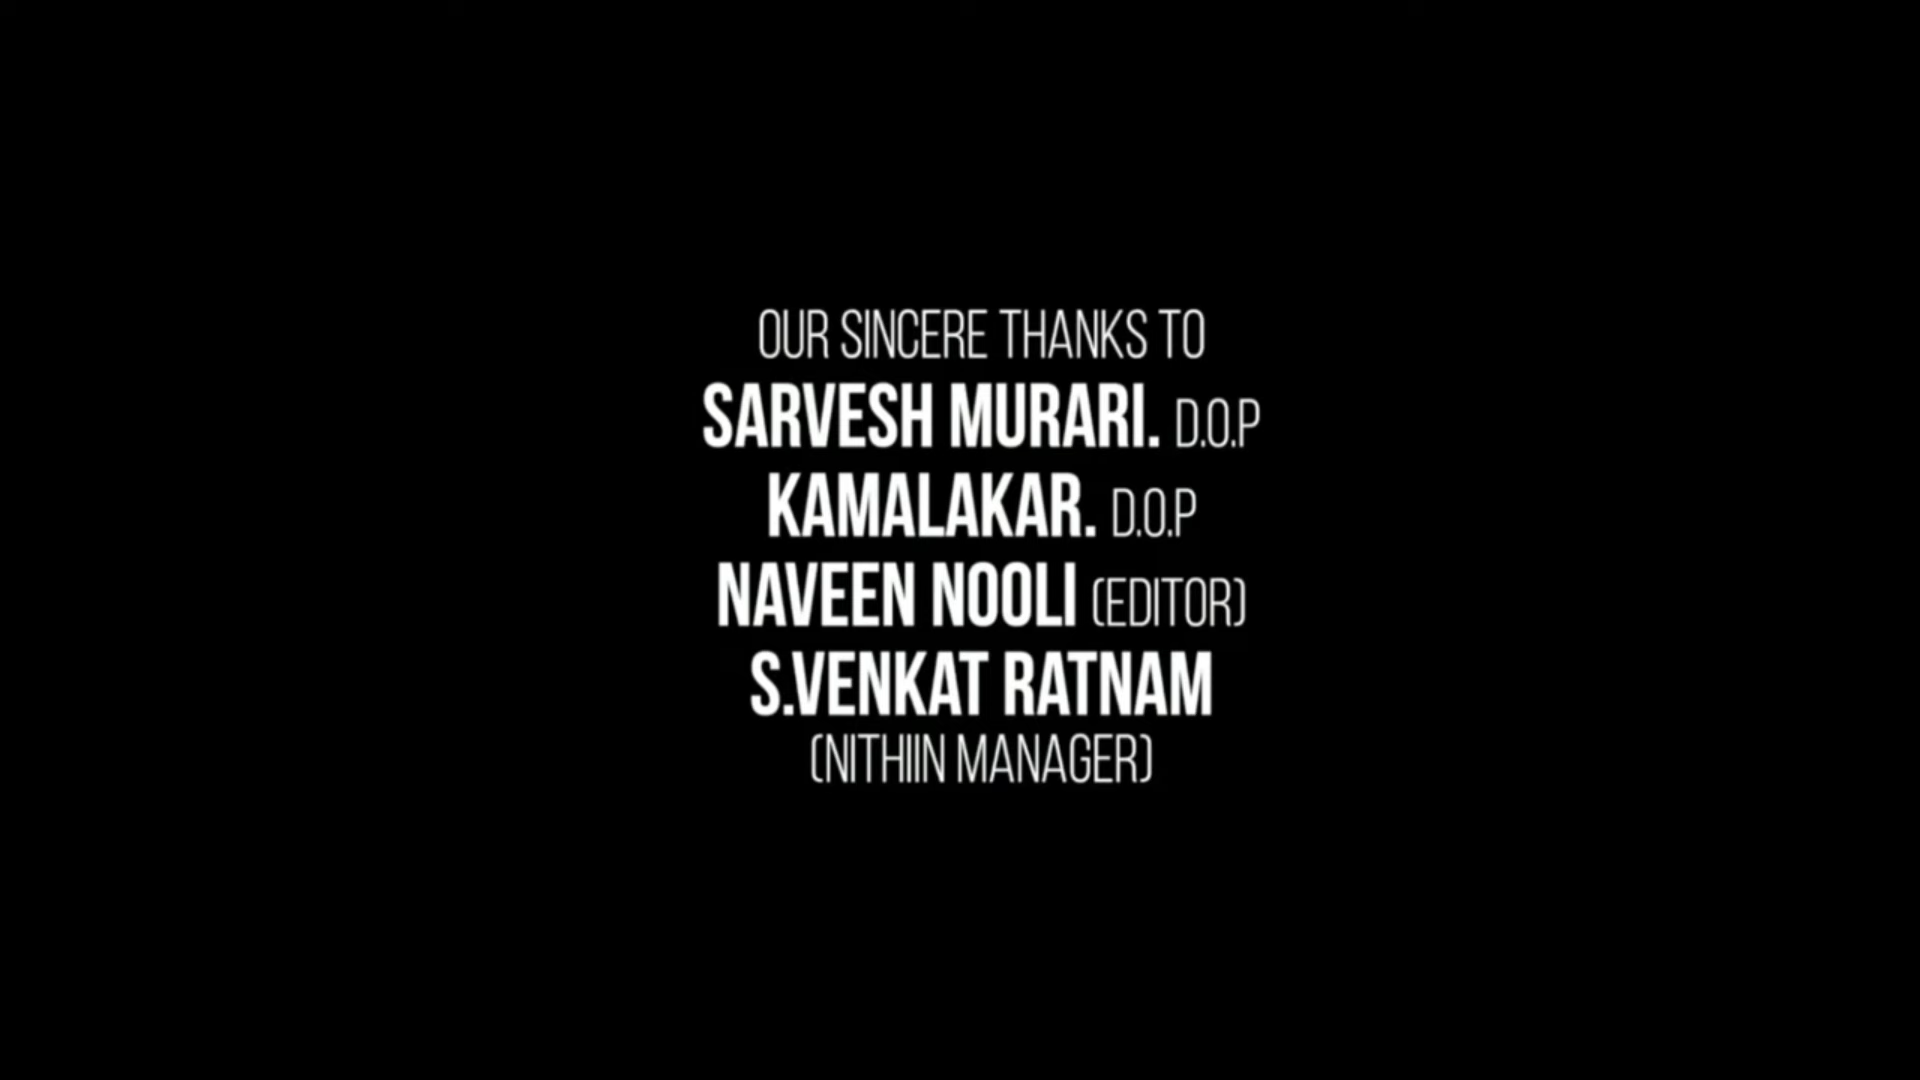 OUR SINCERE THANKS TO
SARVESH MURARI. D.O.P
KAMALAKAR. D.O.P
NAVEEN NOOLI (EDITOR)
S.VENKAT RATNAM
(NITHIIN MANAGER)